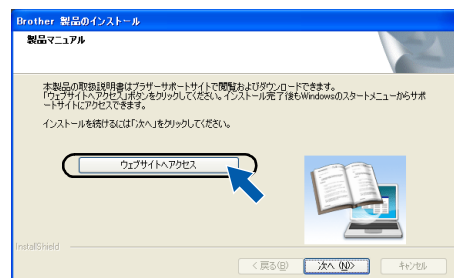 Brother 製品のインストール
製品マニュアル
本製品の取扱説明書はブラザーサポートサイトで閲覧およびダウンロードできます。
「ウェブサイトへアクセス」ボタンをクリックしてください。インストール完了後もWindowsのスタートメニューからサポ
ートサイトにアクセスできます。
インストールを続けるには「次へ」をクリックしてください。
ウェブサイトへアクセス
InstallShield
< 戻る(B)
次へ (N)>
キャンセル